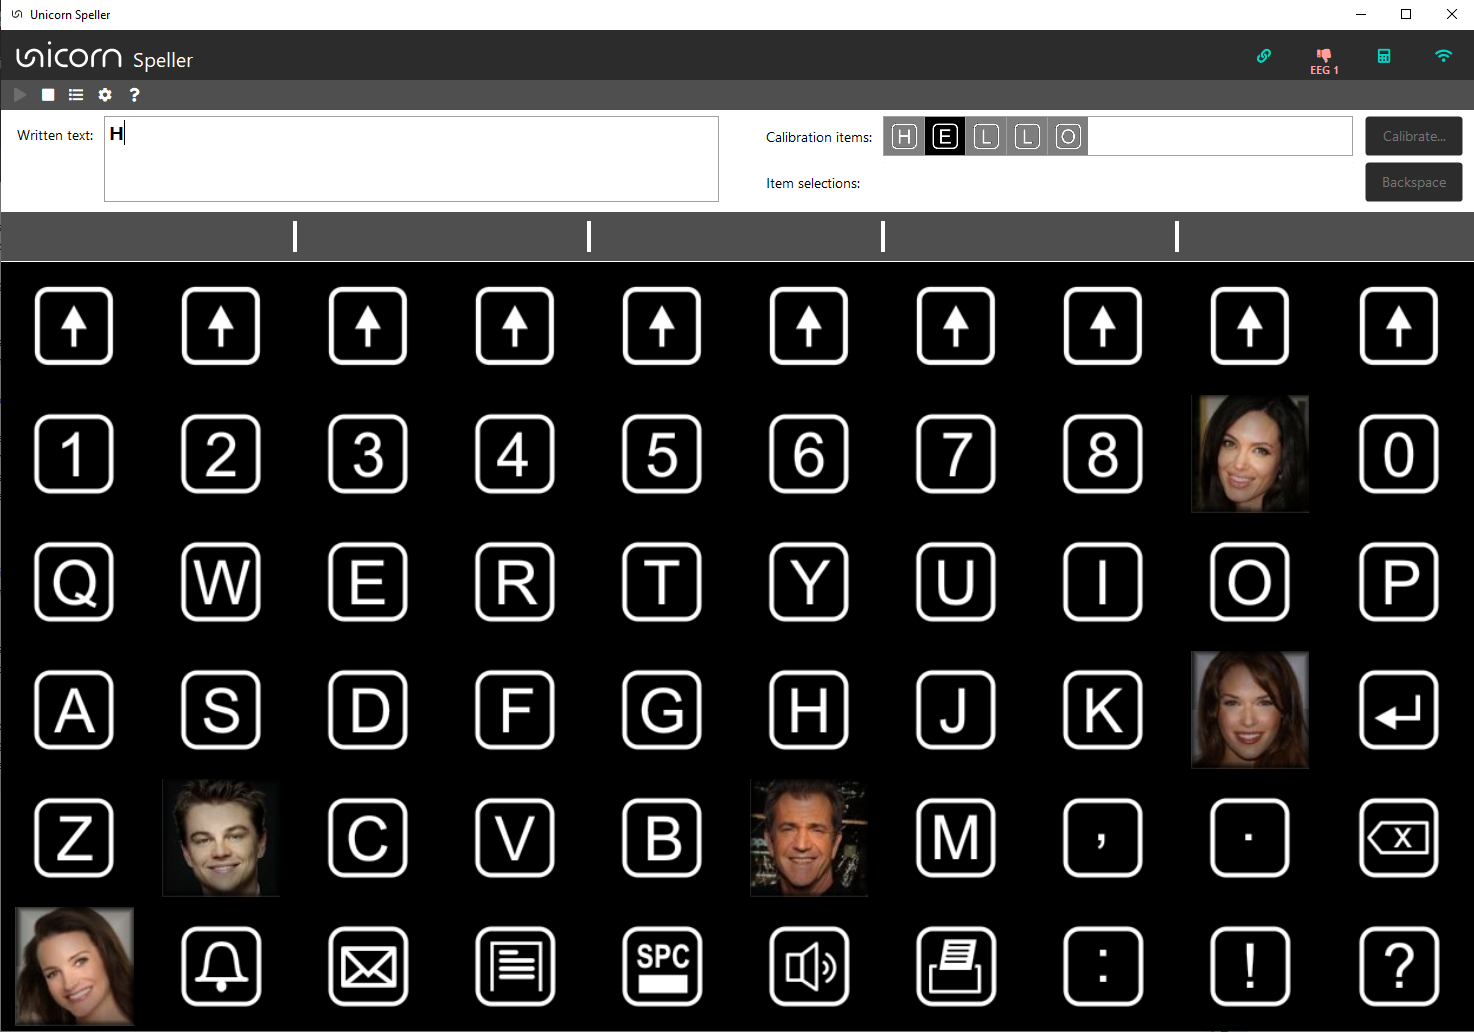 Unicorn Speller
unicorn Speller
EEG 1
Written text: H
Calibration items: H E L L O
Calibrate...
Item selections:
Backspace
1 2 3 4 5 6 7 8 0
Q W E R T Y U I O P
A S D F G H J K
Z C V B M , .
x
SPC : ! ?